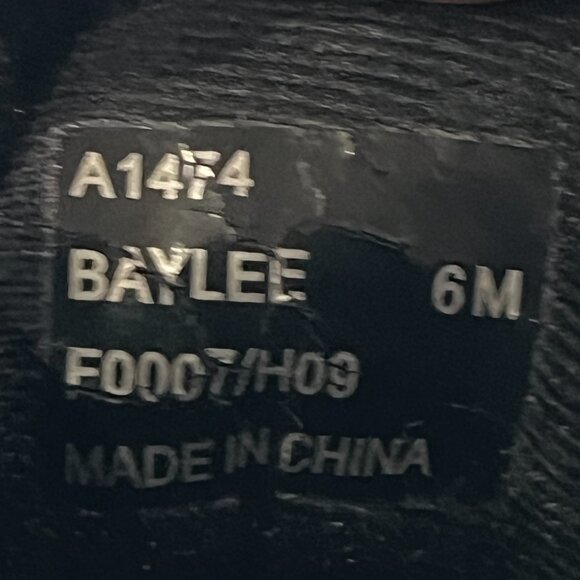 A14F4
BAYLEE 6M
F0007/H09
MADE IN CHINA